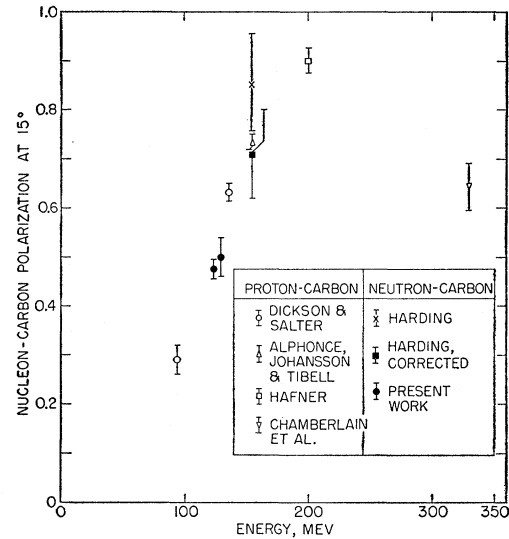 NUCLEON-CARBON POLARIZATION AT 15°
1.0
0.8
0.6
0.4
0.2
0
0
100
200
300
350
ENERGY, MEV
PROTON-CARBON
DICKSON &
SALTER
ALPHONCE,
JOHANSSON
& TIBELL
HAFNER
CHAMBERLAIN
ET AL.
NEUTRON-CARBON
HARDING
HARDING,
CORRECTED
PRESENT
WORK